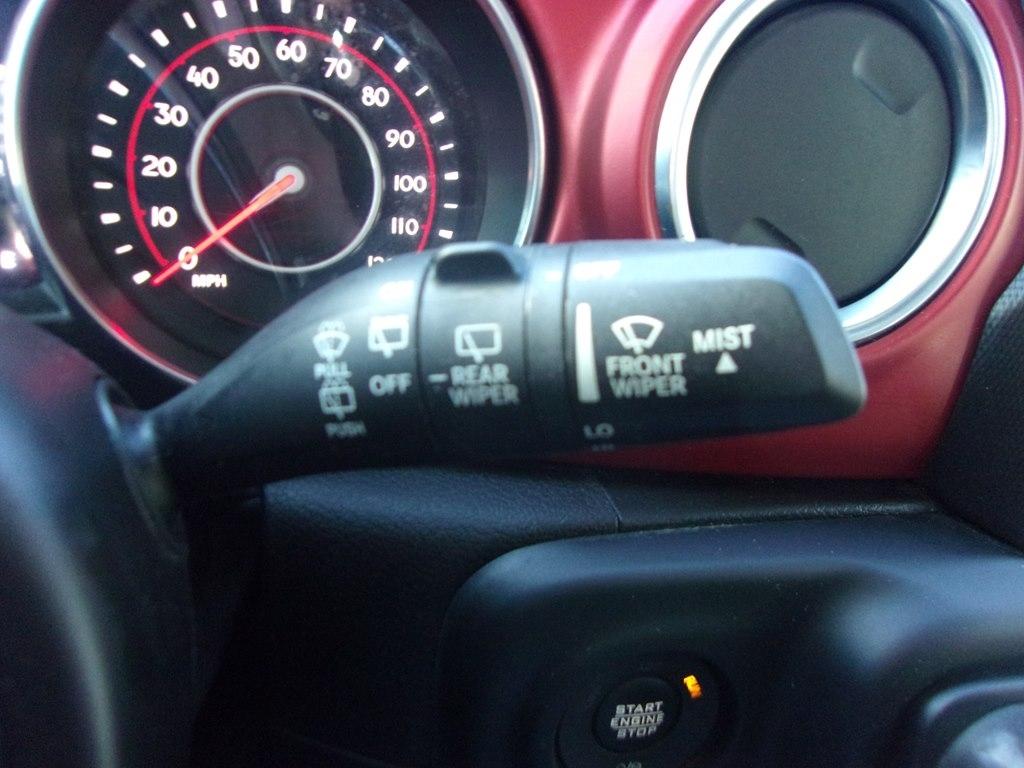 0
10
20
30
40
50
60
70
80
90
100
110
MPH
PULL
PUSH
OFF
REAR
WIPER
FRONT
WIPER
MIST
LO
START
ENGINE
STOP